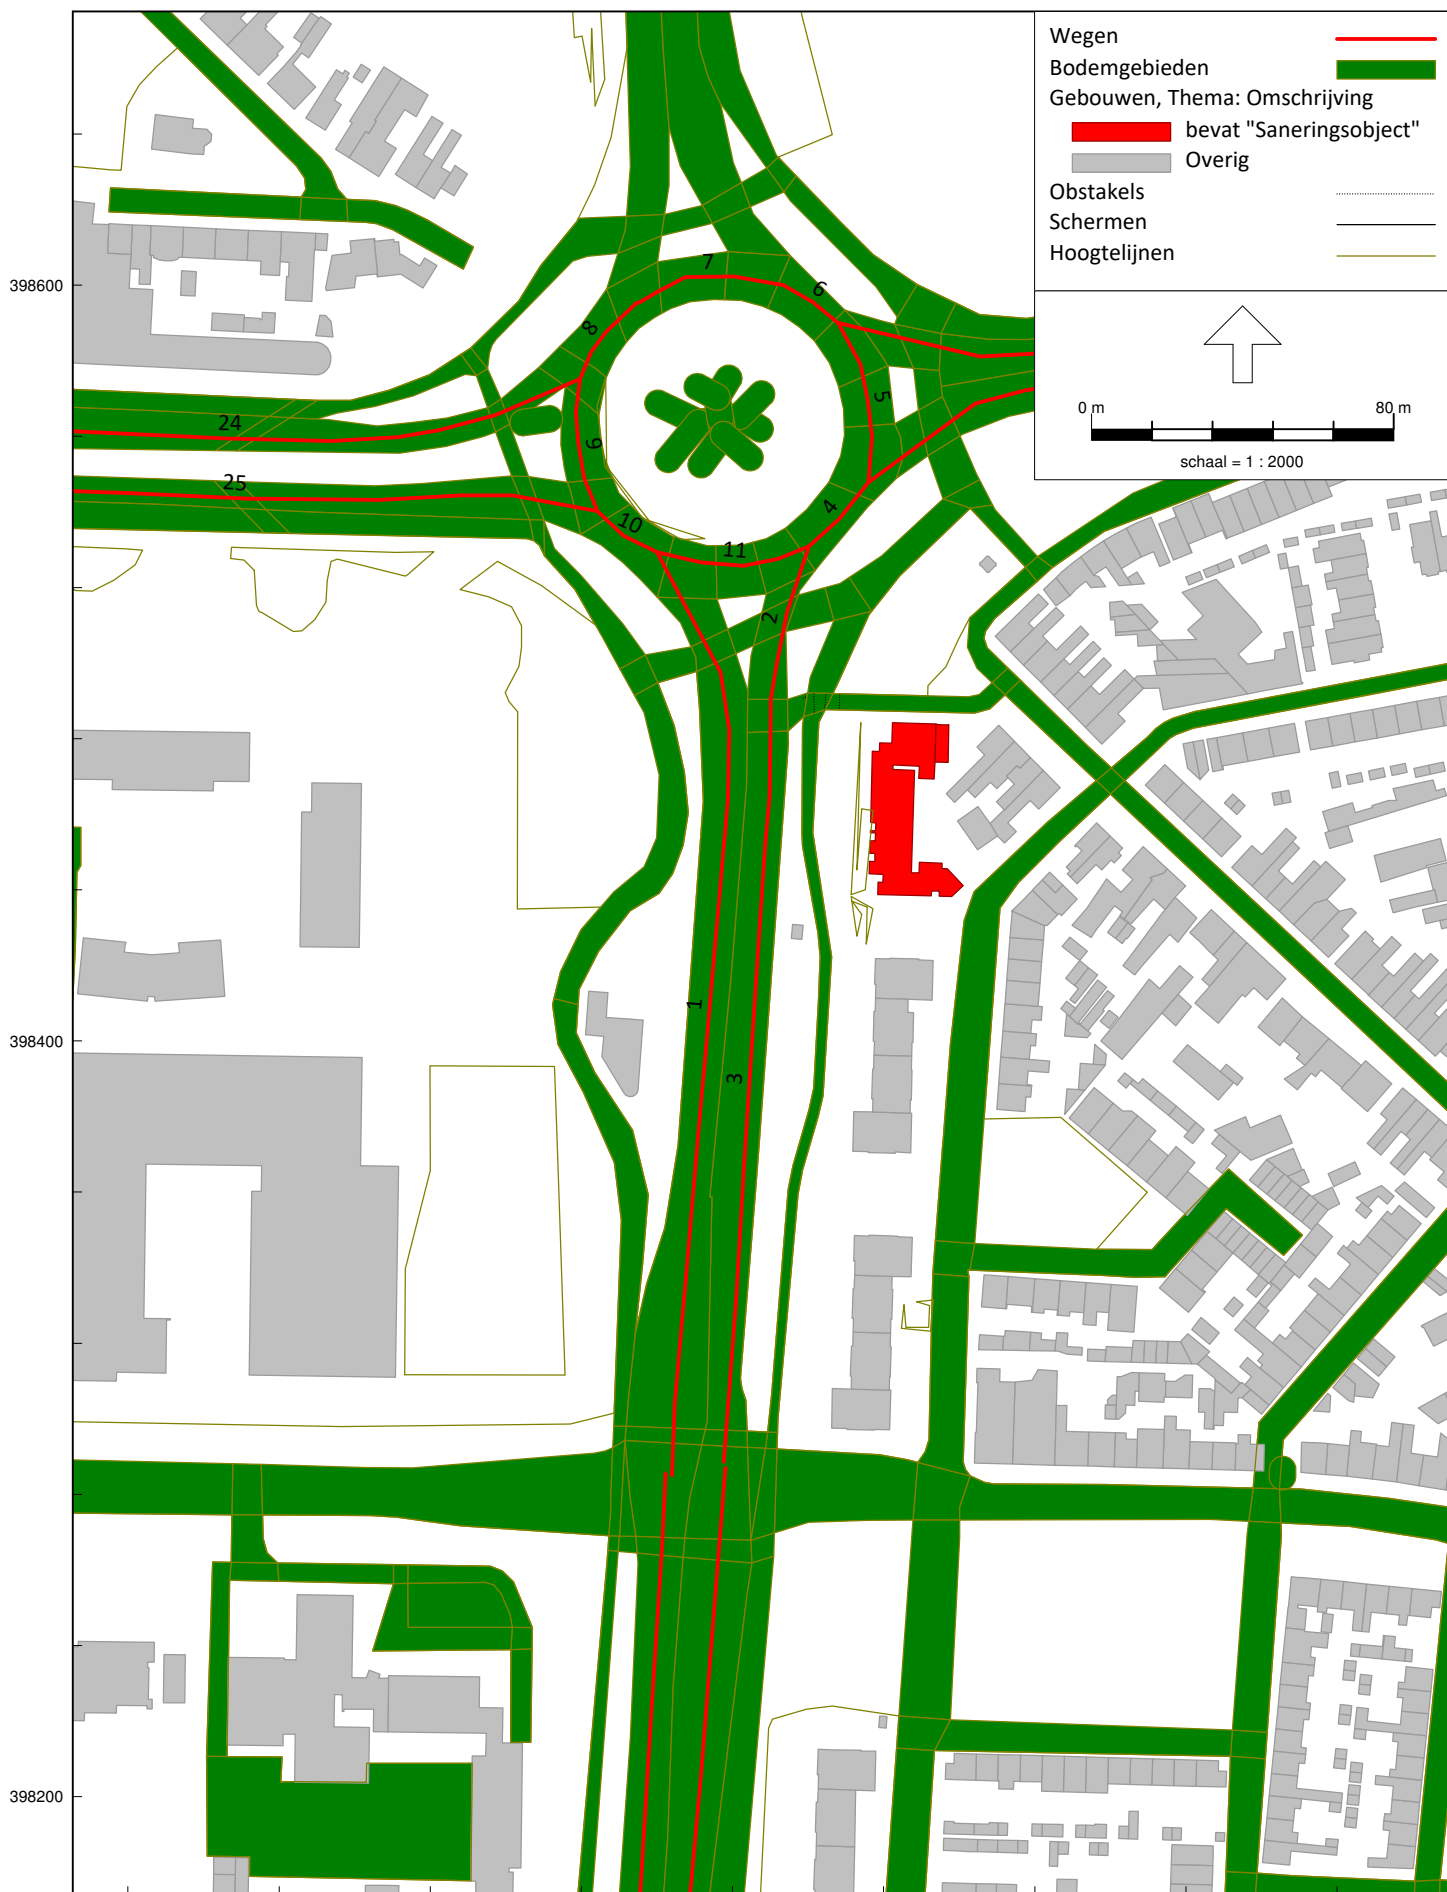 Wegen
Bodemgebieden
Gebouwen, Thema: Omschrijving
bevat "Saneringsobject"
Overig
Obstakels
Schermen
Hoogtelijnen
0 m 80 m
schaal = 1 : 2000
398600
398400
398200
7
6
8
5
24
9
25
10
4
11
2
1
3